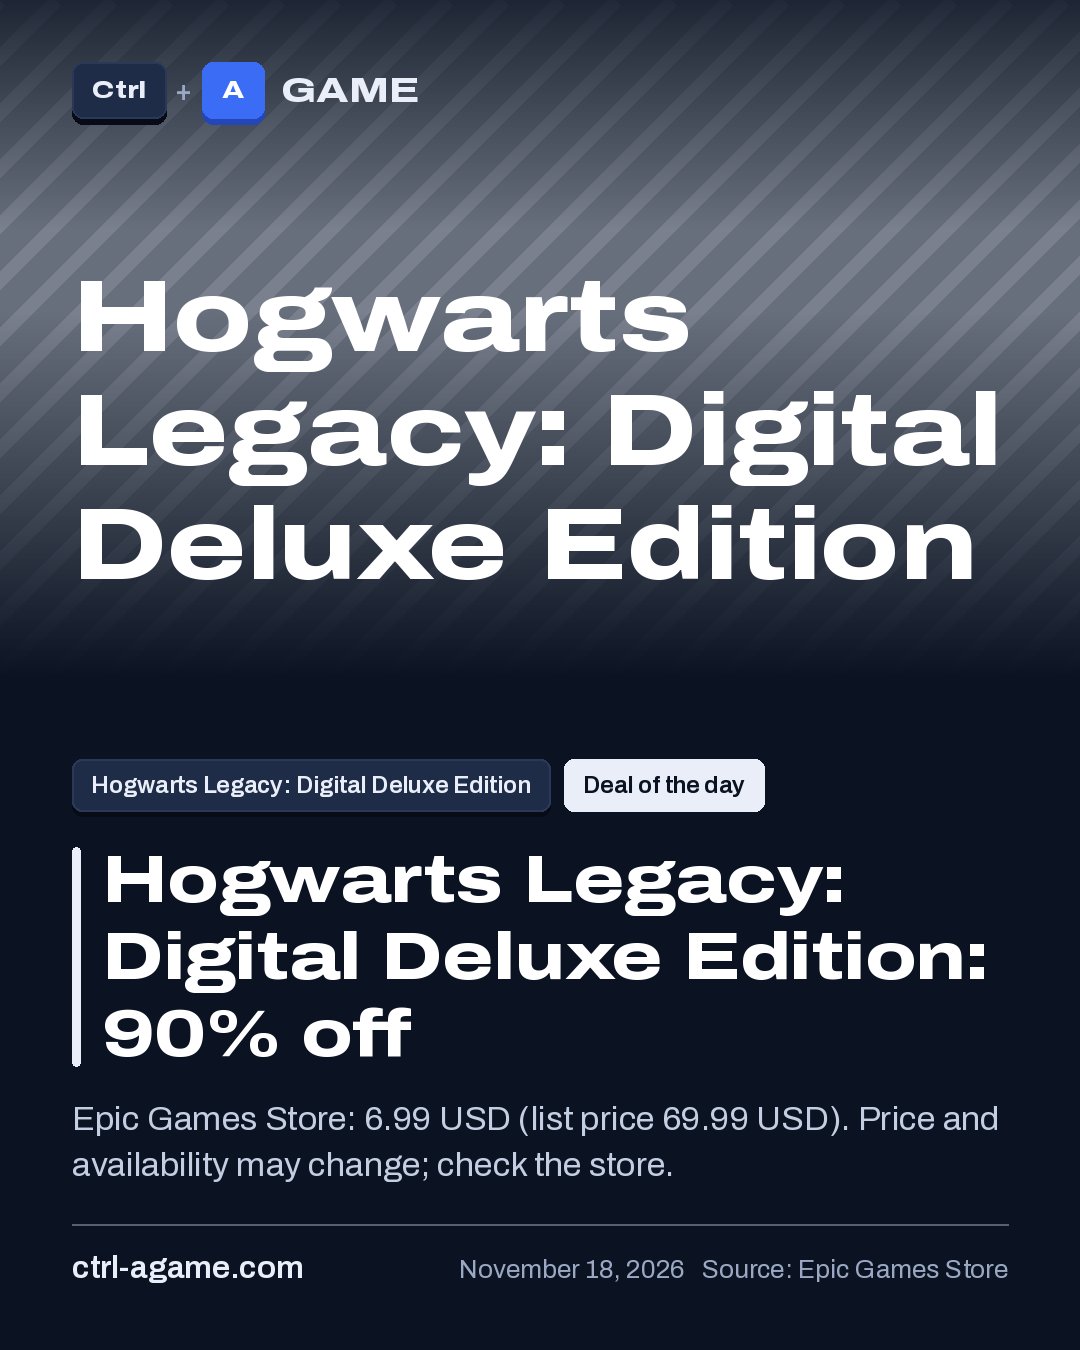 Ctrl + A GAME
Hogwarts
Legacy: Digital
Deluxe Edition
Hogwarts Legacy: Digital Deluxe Edition
Deal of the day
Hogwarts Legacy:
Digital Deluxe Edition:
90% off
Epic Games Store: 6.99 USD (list price 69.99 USD). Price and
availability may change; check the store.
ctrl-agame.com
November 18, 2026 Source: Epic Games Store